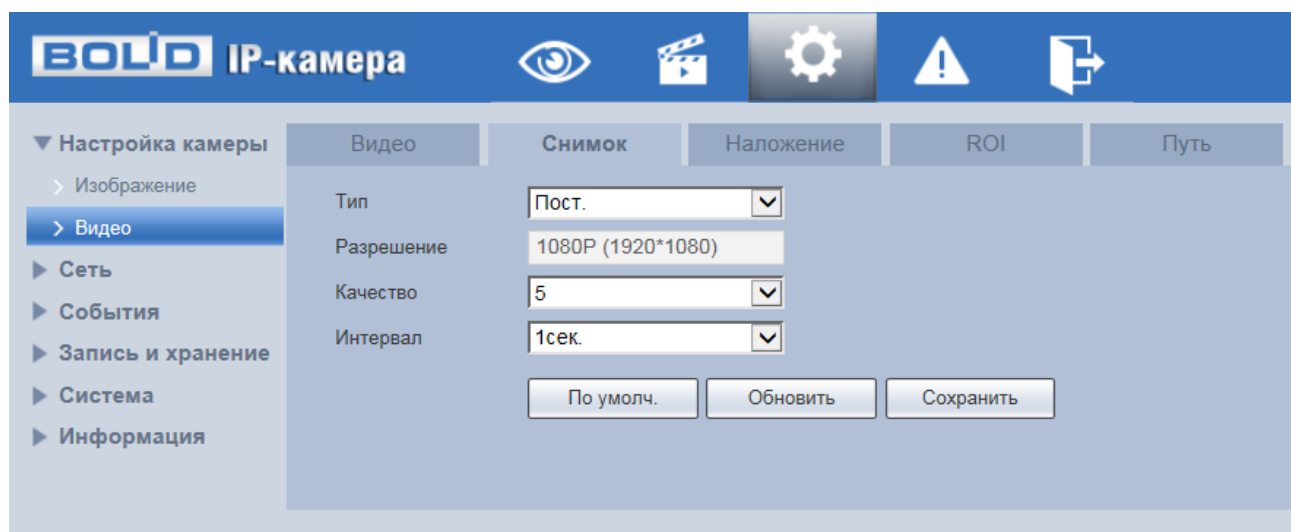 BOLID IP-камера
Настройка камеры
Изображение
Видео
Сеть
События
Запись и хранение
Система
Информация
Видео Снимок Наложение ROI Путь
Тип Пост.
Разрешение 1080P (1920*1080)
Качество 5
Интервал 1сек.
По умолч. Обновить Сохранить